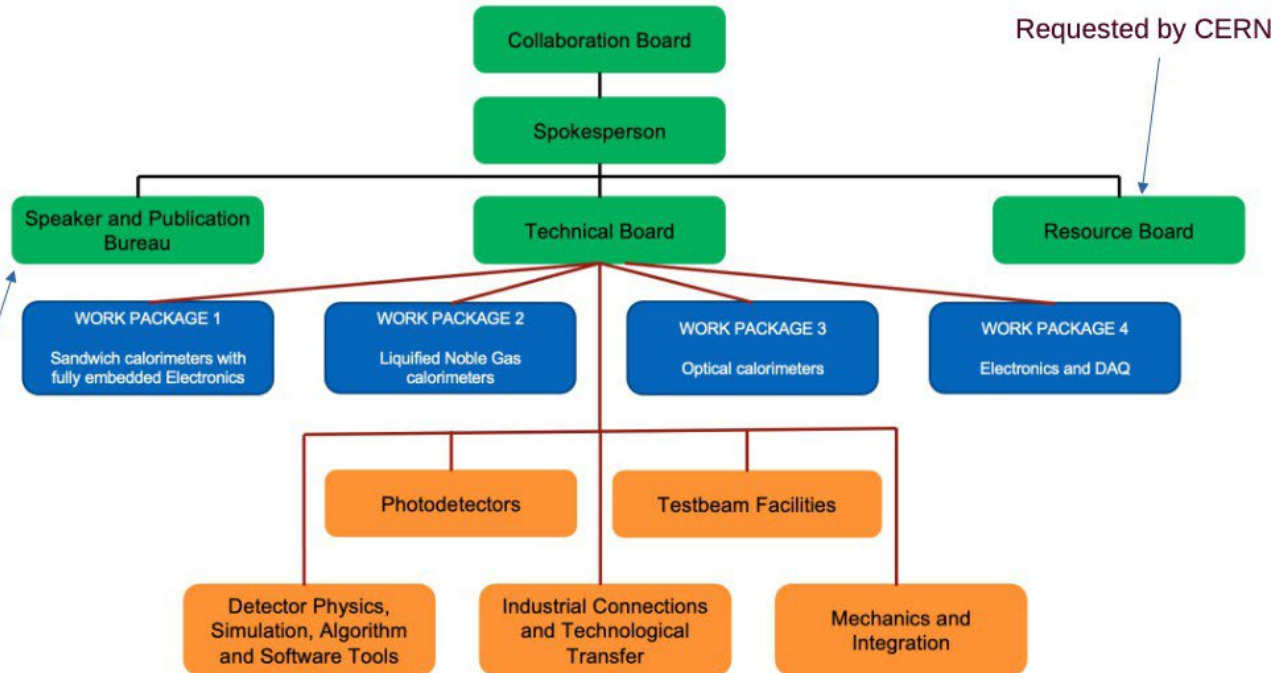 Requested by CERN
Collaboration Board
Spokesperson
Speaker and Publication
Bureau
Technical Board
Resource Board
WORK PACKAGE 1
Sandwich calorimeters with
fully embedded Electronics
WORK PACKAGE 2
Liquified Noble Gas
calorimeters
WORK PACKAGE 3
Optical calorimeters
WORK PACKAGE 4
Electronics and DAQ
Photodetectors
Testbeam Facilities
Detector Physics,
Simulation, Algorithm
and Software Tools
Industrial Connections
and Technological
Transfer
Mechanics and
Integration